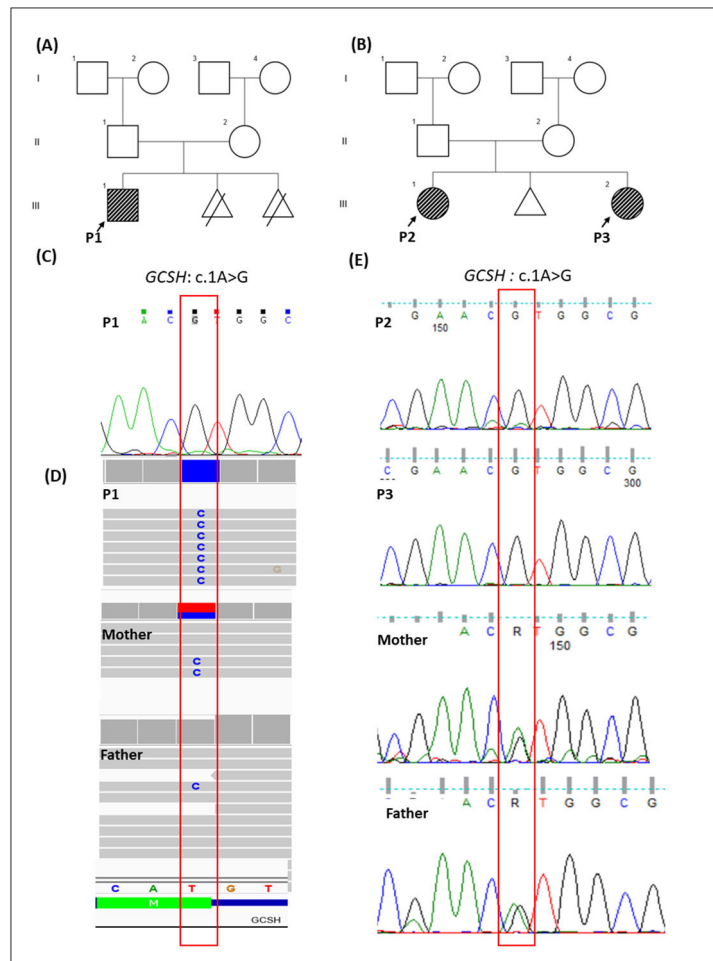 (A)
(B)
1
2
3
4
1
2
3
4
I
I
1
2
1
2
II
II
1
1
2
III
III
P1
P2
P3
(C)
(E)
GCSH: c.1A>G
GCSH : c.1A>G
P1
A C G T G G C
P2
G A A C G T G G C G
150
(D)
P1
C
C
C
C
C
C
C
G
P3
C G A A C G T G G C G
300
Mother
C
C
Mother
A C R T G G C G
150
Father
C
Father
A C R T G G C G
C A T G T
M
GCSH